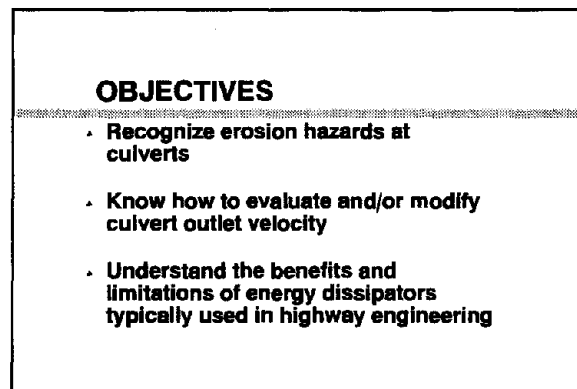 OBJECTIVES
Recognize erosion hazards at
culverts
Know how to evaluate and/or modify
culvert outlet velocity
Understand the benefits and
limitations of energy dissipators
typically used in highway engineering